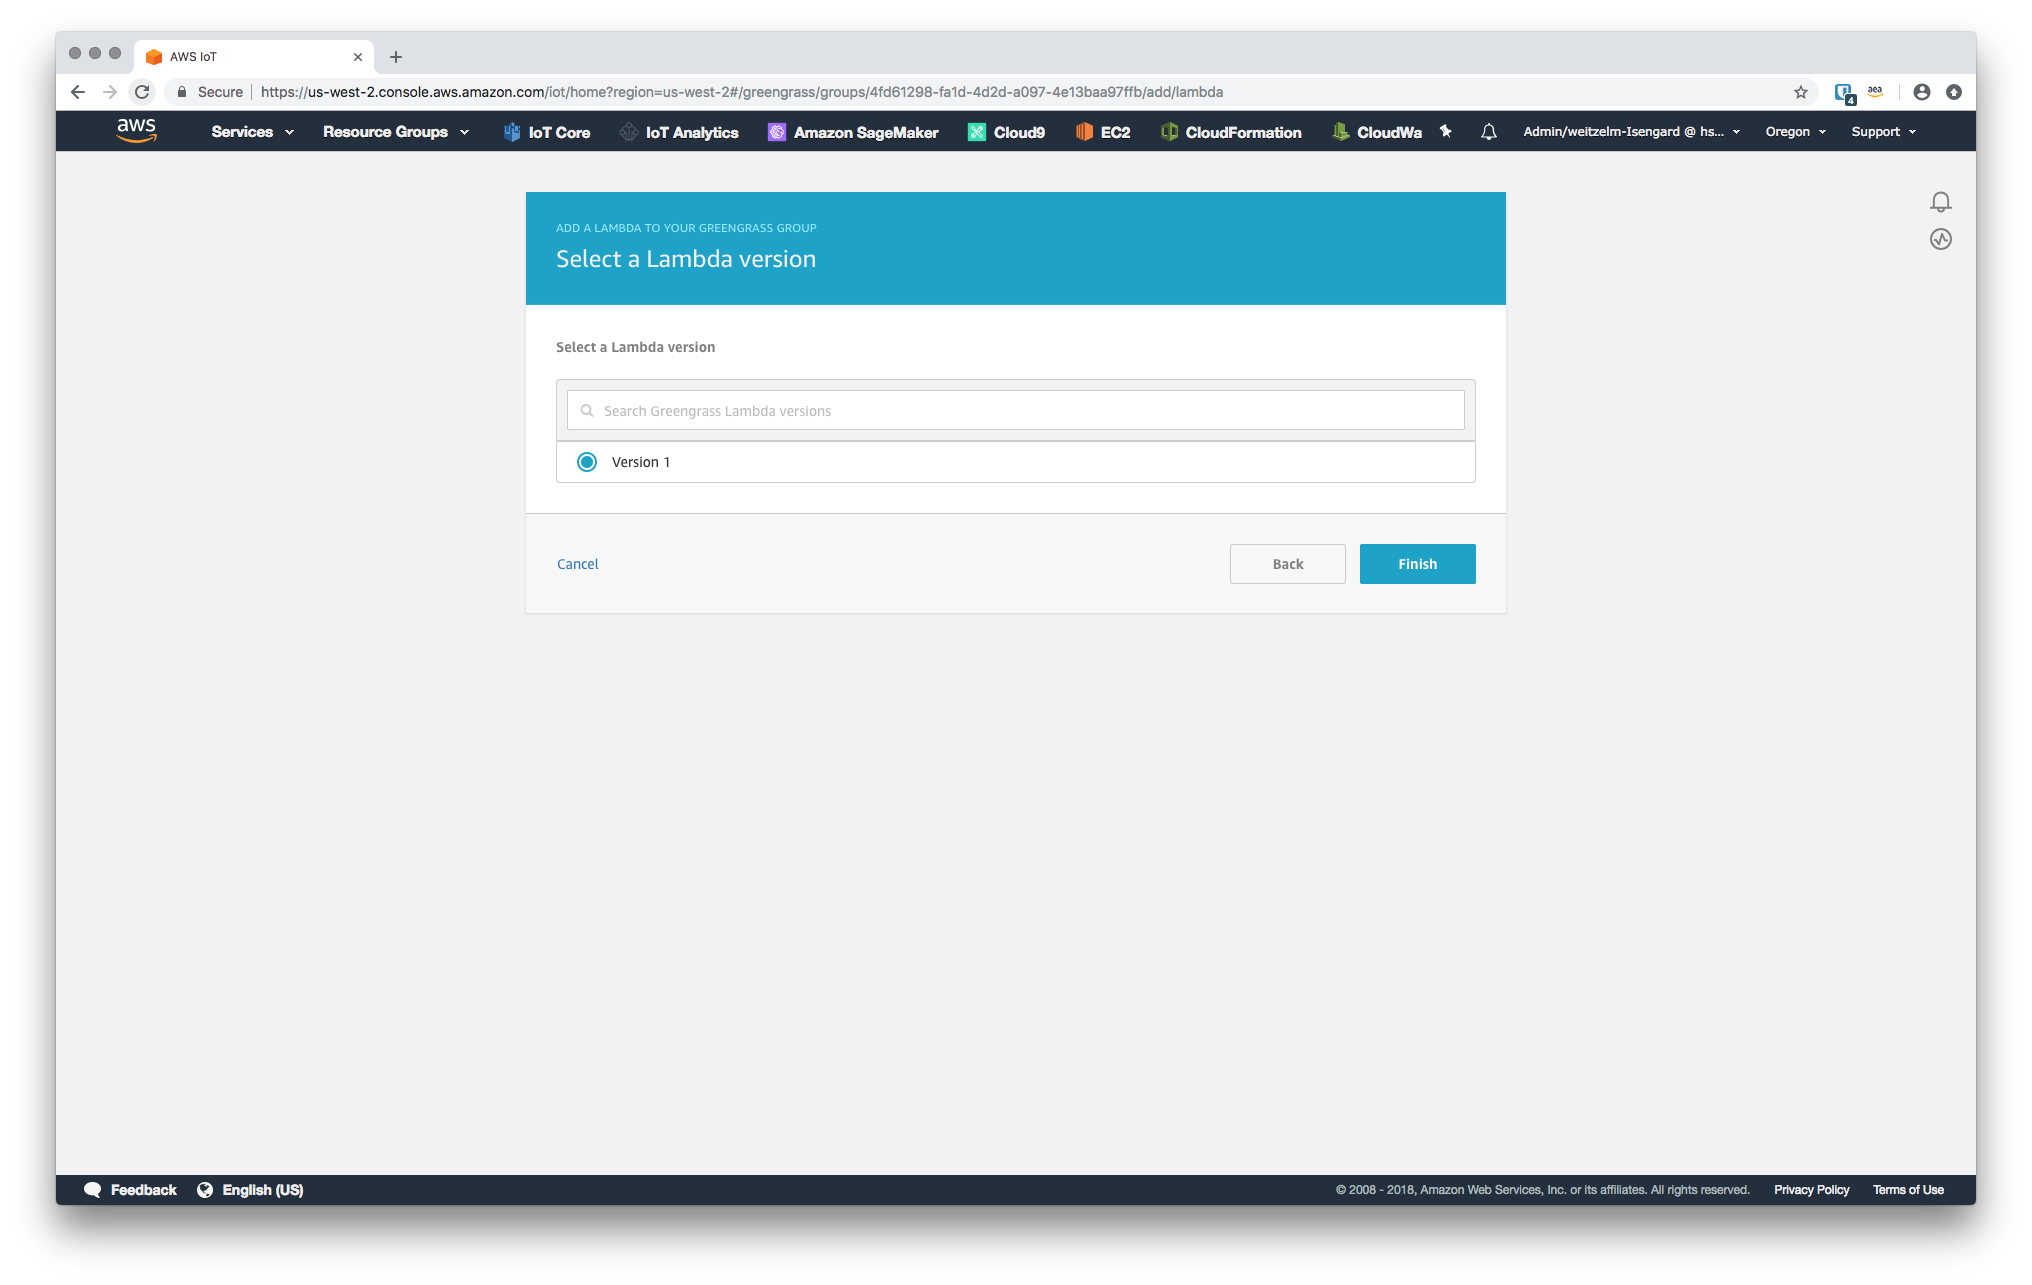 AWS IoT
Secure https://us-west-2.console.aws.amazon.com/iot/home?region=us-west-2#/greengrass/groups/4fd61298-fa1d-4d2d-a097-4e13baa97ffb/add/lambda
4 aea
aws Services Resource Groups IoT Core IoT Analytics Amazon SageMaker Cloud9 EC2 CloudFormation CloudWa Admin/weitzelm-Isengard @ hs... Oregon Support
ADD A LAMBDA TO YOUR GREENGRASS GROUP
Select a Lambda version
Select a Lambda version
Search Greengrass Lambda versions
Version 1
Cancel Back Finish
Feedback English (US) © 2008 - 2018, Amazon Web Services, Inc. or its affiliates. All rights reserved. Privacy Policy Terms of Use